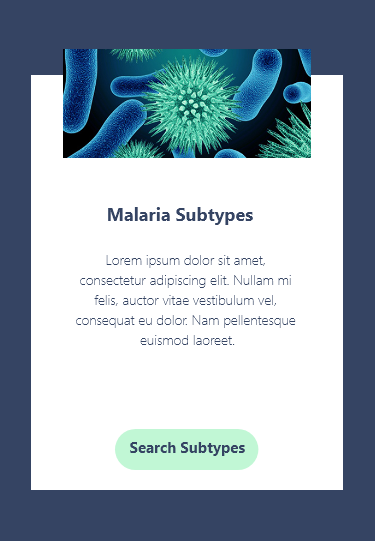 Malaria Subtypes
Lorem ipsum dolor sit amet,
consectetur adipiscing elit. Nullam mi
felis, auctor vitae vestibulum vel,
consequat eu dolor. Nam pellentesque
euismod laoreet.
Search Subtypes